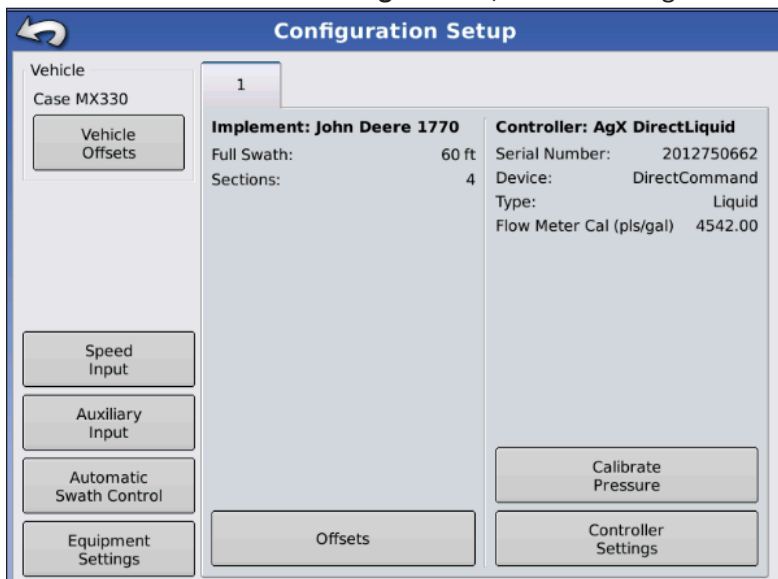 Configuration Setup
Vehicle
Case MX330
Vehicle
Offsets
Speed
Input
Auxiliary
Input
Automatic
Swath Control
Equipment
Settings
1
Implement: John Deere 1770
Full Swath: 60 ft
Sections: 4
Offsets
Controller: AgX DirectLiquid
Serial Number: 2012750662
Device: DirectCommand
Type: Liquid
Flow Meter Cal (pls/gal) 4542.00
Calibrate
Pressure
Controller
Settings